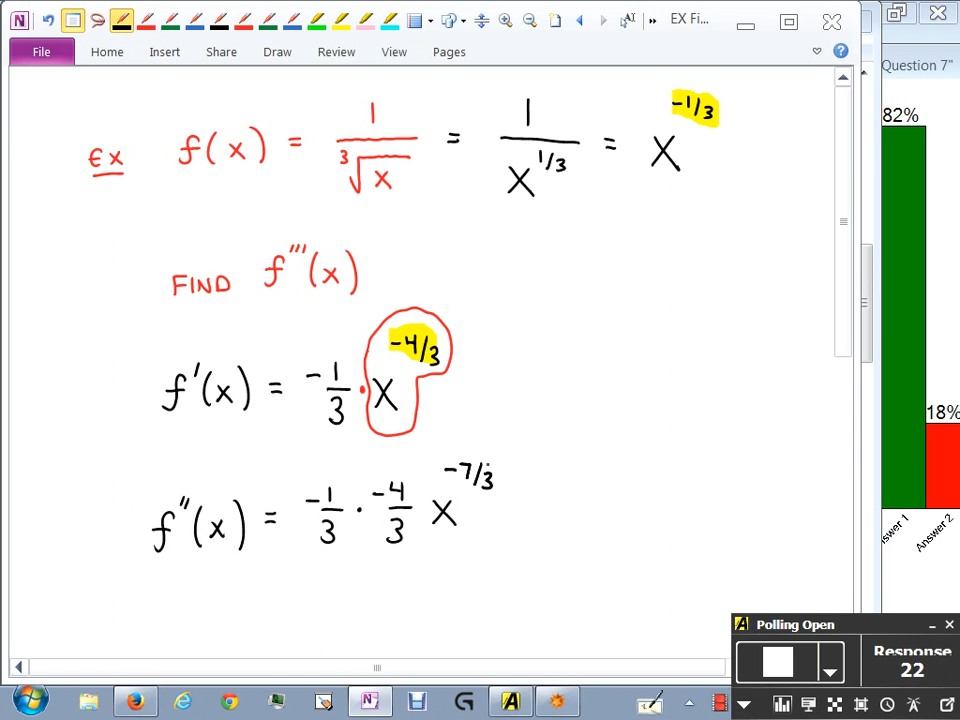 EX Fi...
File Home Insert Share Draw Review View Pages
Question 7"
82%
EX f(x) = 1/∛x = 1/x^(1/3) = x^(-1/3)
FIND f'''(x)
f'(x) = -1/3 · x^(-4/3)
18%
f''(x) = -1/3 · -4/3 x^(-7/3)
Answer 1
Answer 2
Polling Open
Response
22